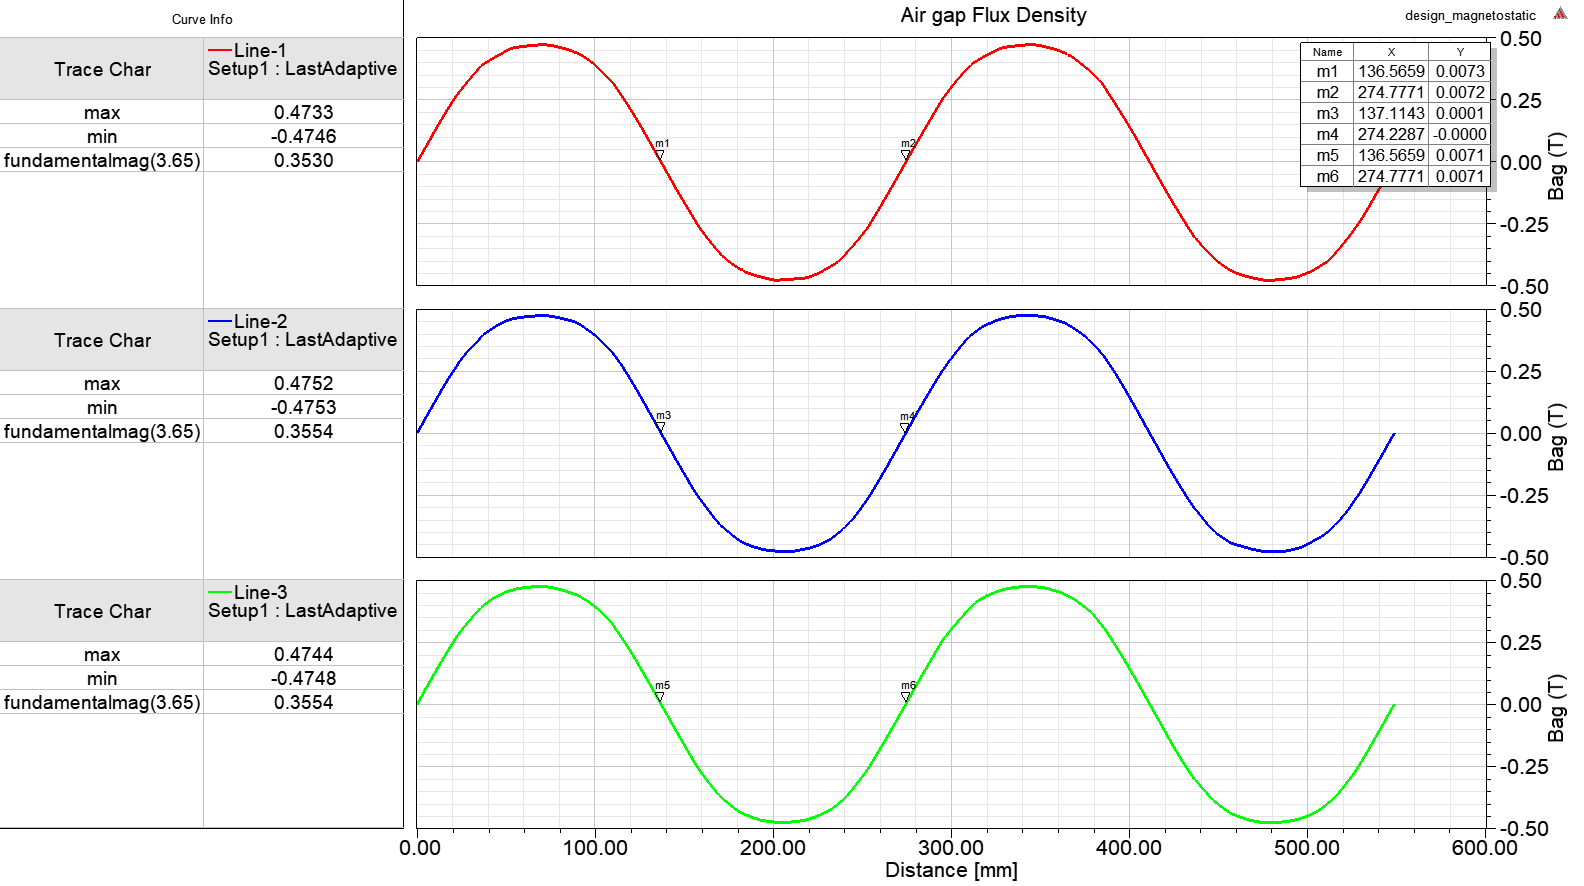 Air gap Flux Density
design_magnetostatic
Curve Info
Trace Char
Line-1
Setup1 : LastAdaptive
max 0.4733
min -0.4746
fundamentalmag(3.65) 0.3530
Trace Char
Line-2
Setup1 : LastAdaptive
max 0.4752
min -0.4753
fundamentalmag(3.65) 0.3554
Trace Char
Line-3
Setup1 : LastAdaptive
max 0.4744
min -0.4748
fundamentalmag(3.65) 0.3554
m1
m2
Name X Y
m1 136.5659 0.0073
m2 274.7771 0.0072
m3 137.1143 0.0001
m4 274.2287 -0.0000
m5 136.5659 0.0071
m6 274.7771 0.0071
0.50
0.25
0.00
-0.25
-0.50
Bag (T)
m3
m4
0.50
0.25
0.00
-0.25
-0.50
Bag (T)
m5
m6
0.50
0.25
0.00
-0.25
-0.50
Bag (T)
0.00 100.00 200.00 300.00 400.00 500.00 600.00
Distance [mm]